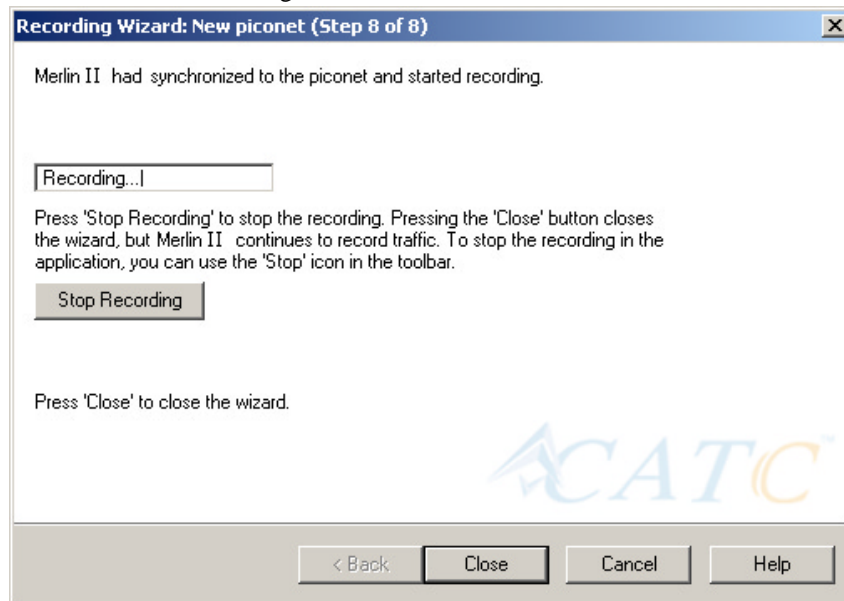 Recording Wizard: New piconet (Step 8 of 8)
Merlin II had synchronized to the piconet and started recording.
Recording...
Press 'Stop Recording' to stop the recording. Pressing the 'Close' button closes
the wizard, but Merlin II continues to record traffic. To stop the recording in the
application, you can use the 'Stop' icon in the toolbar.
Stop Recording
Press 'Close' to close the wizard.
CATC
< Back Close Cancel Help